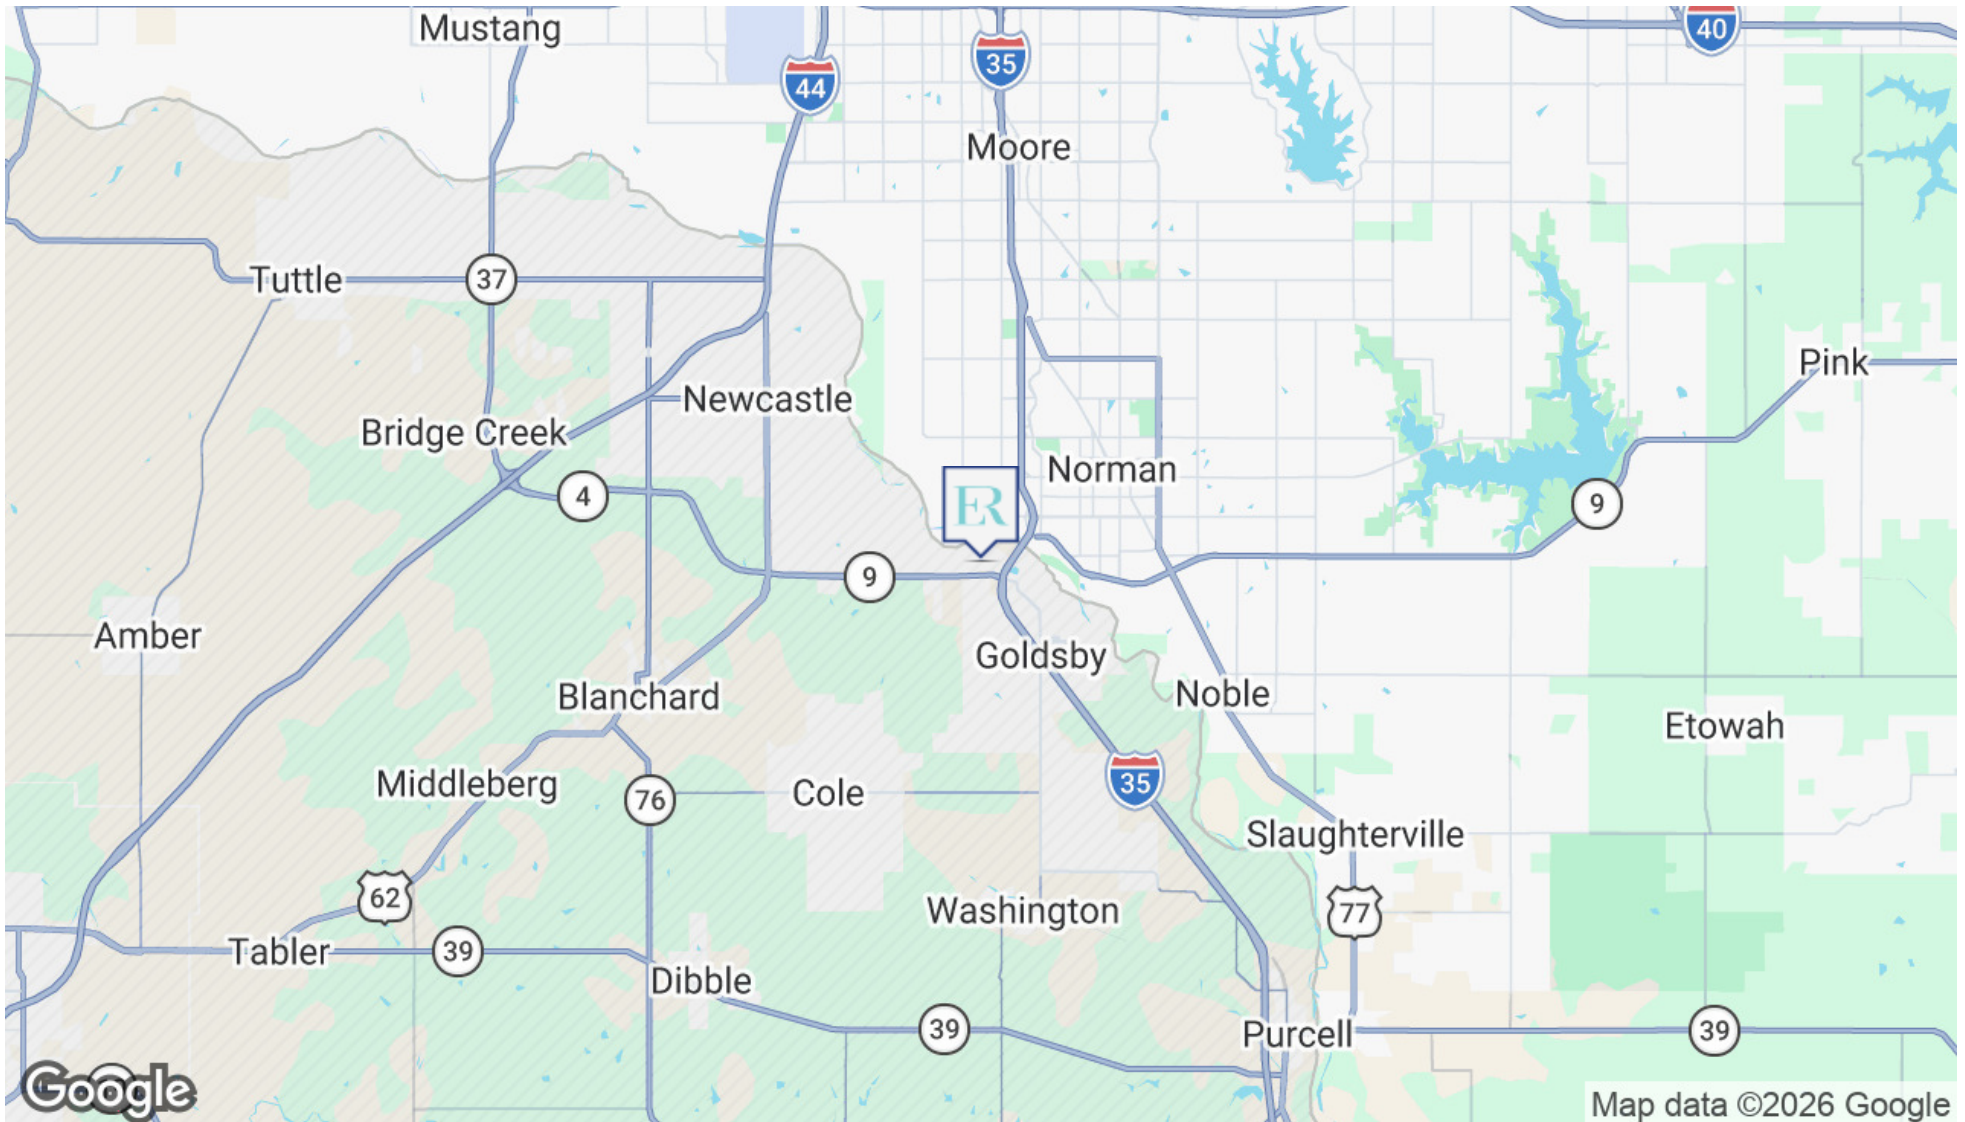 Mustang
44
35
40
Moore
Tuttle
37
Pink
Newcastle
Bridge Creek
Norman
4
ER
9
9
Amber
Goldsby
Blanchard
Noble
Etowah
Middleberg
76
Cole
35
Slaughterville
62
Washington
77
Tabler
39
Dibble
39
Purcell
39
Google
Map data ©2026 Google